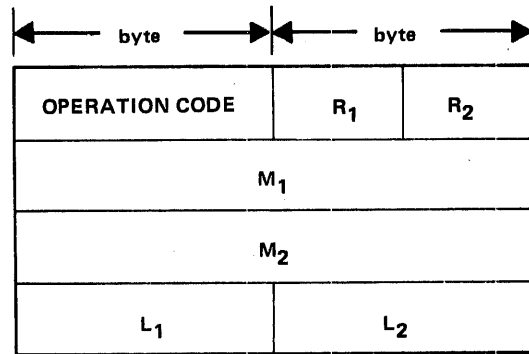 byte byte
OPERATION CODE R1 R2
M1
M2
L1 L2